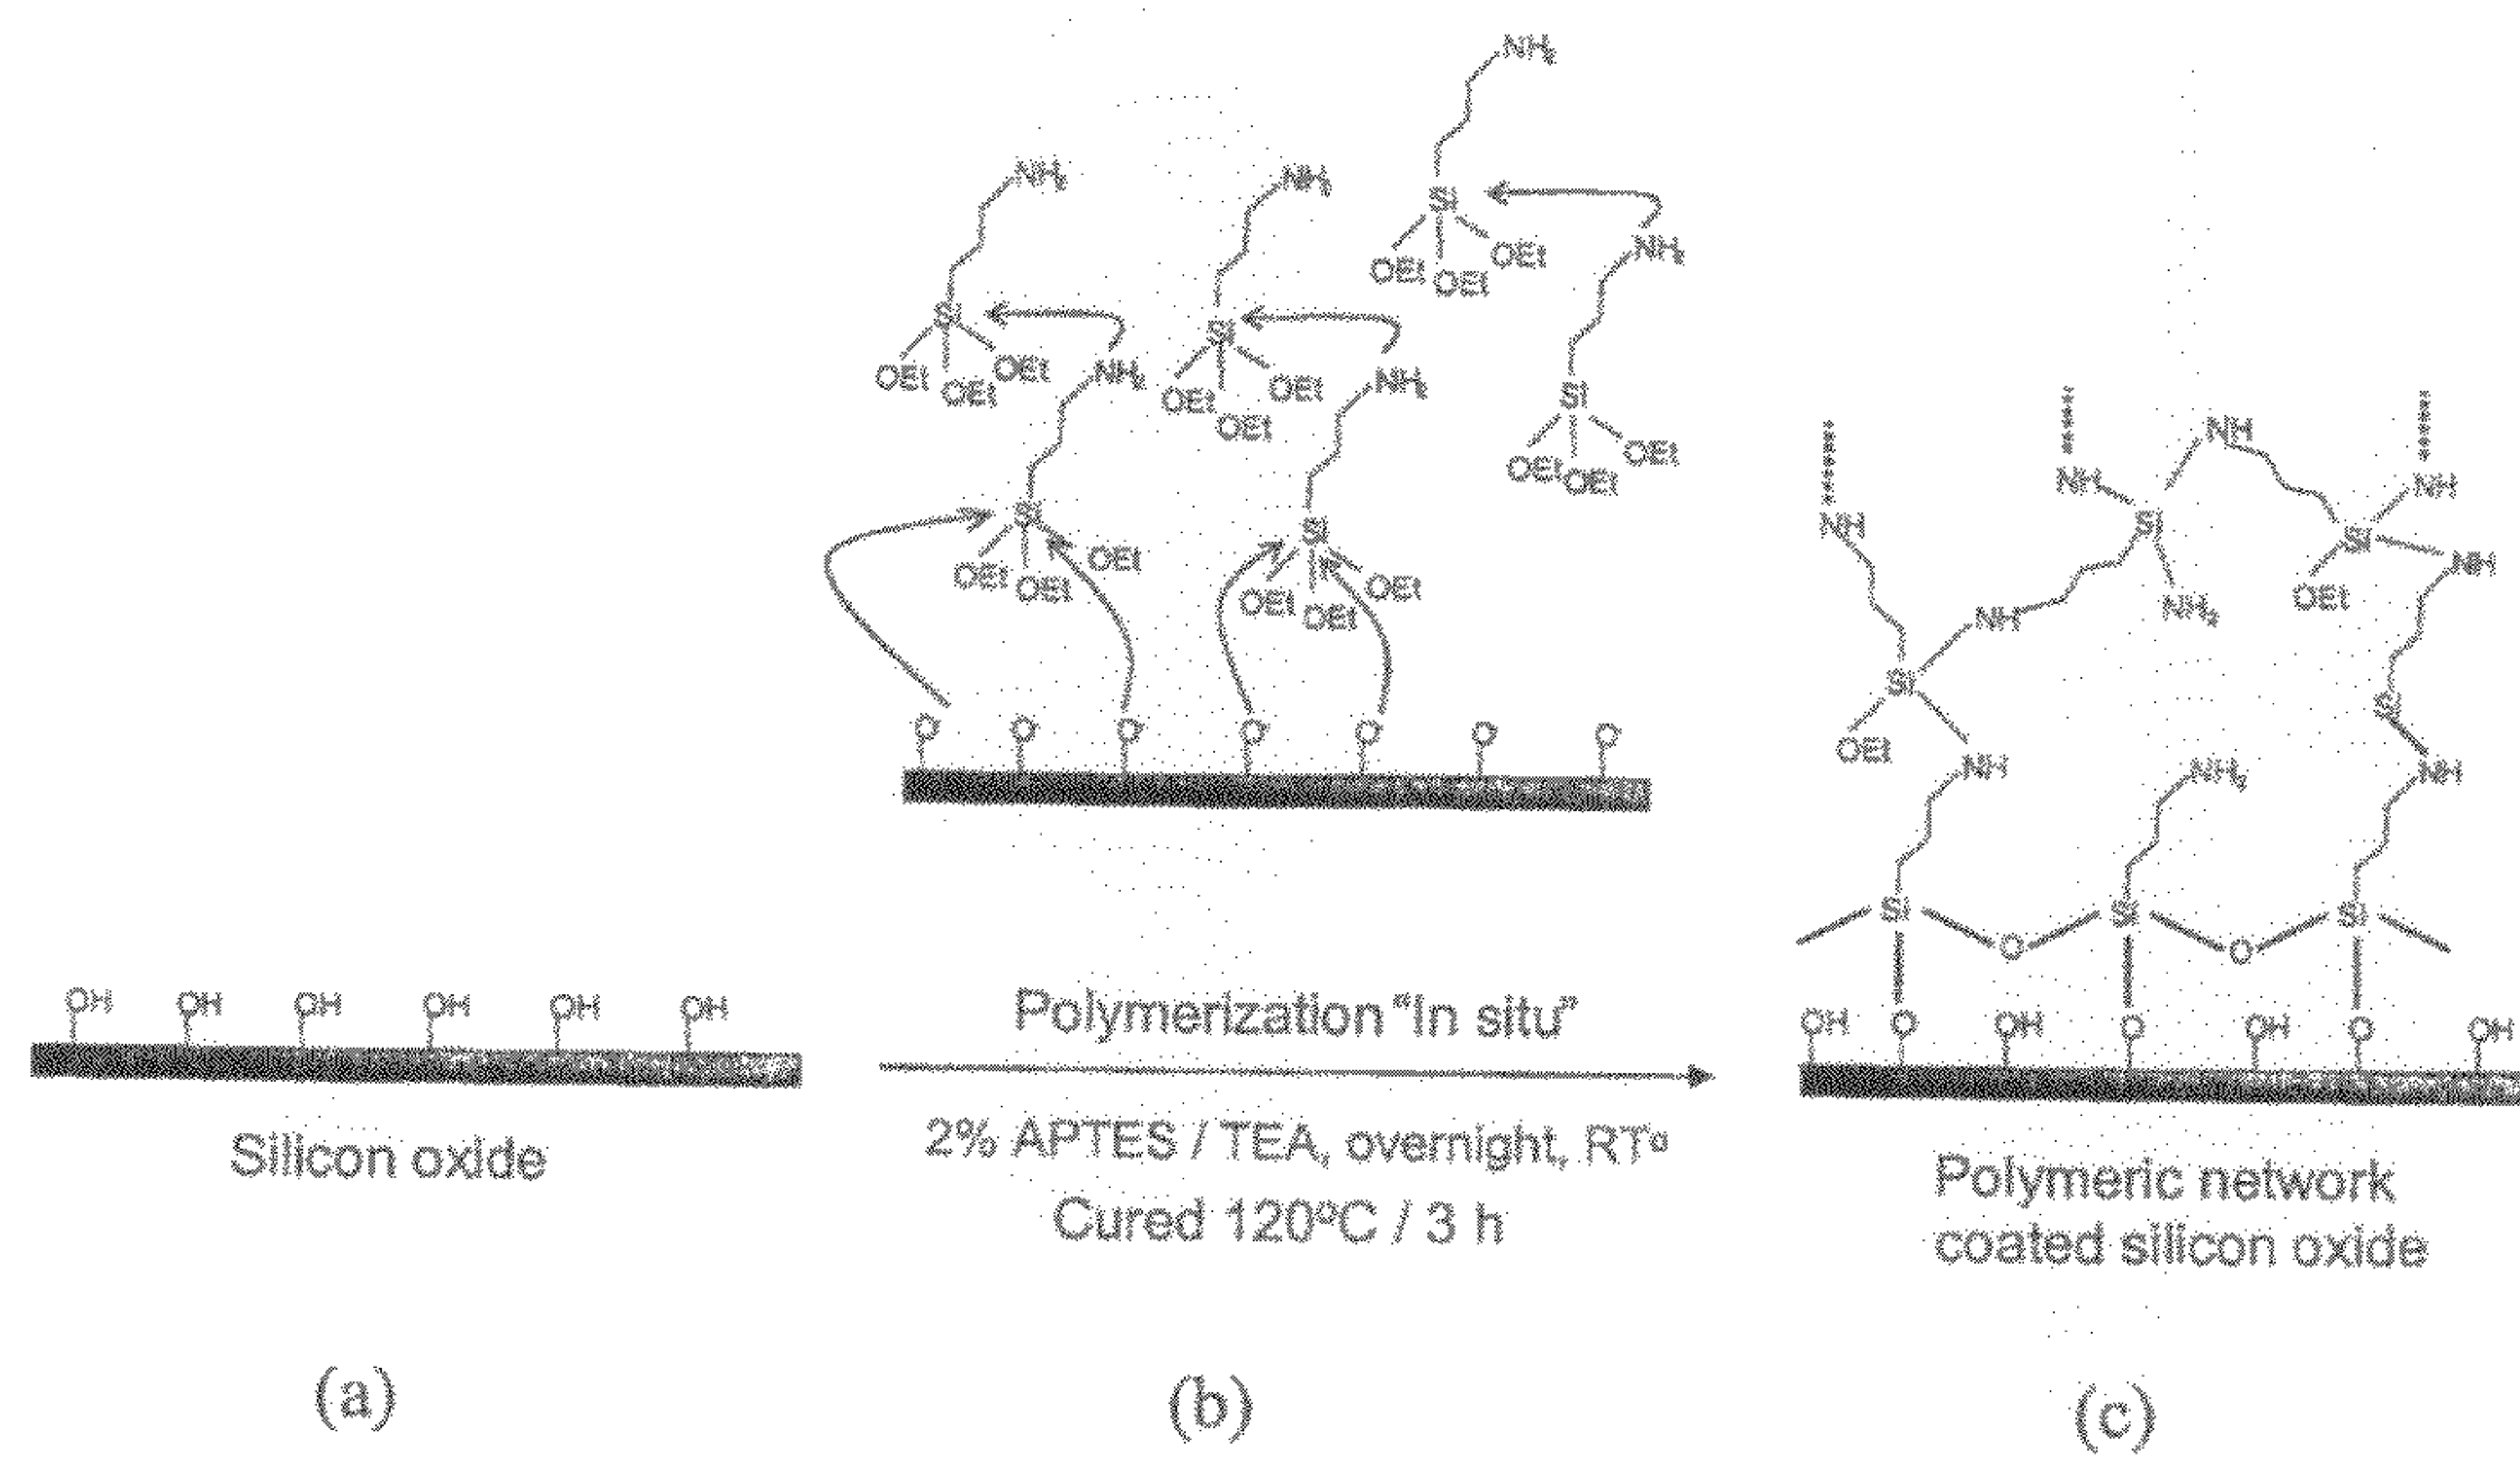 NH₂
NH₂ NH₂
Si NH₂
OEt OEt OEt
Si Si
OEt OEt OEt NH₂ OEt OEt OEt NH₂ Si
OEt OEt OEt
Si Si
OEt OEt OEt OEt OEt OEt
O O O O O O O
NH NH NH
NH Si Si
OEt NH
NH NH₂
Si Si
OEt
NH NH₂ NH
Si Si Si
O O
OH O OH O OH O OH
OH OH OH OH OH OH
Silicon oxide
Polymerization "In situ"
2% APTES / TEA, overnight, RTº
Cured 120ºC / 3 h
Polymeric network
coated silicon oxide
(a) (b) (c)